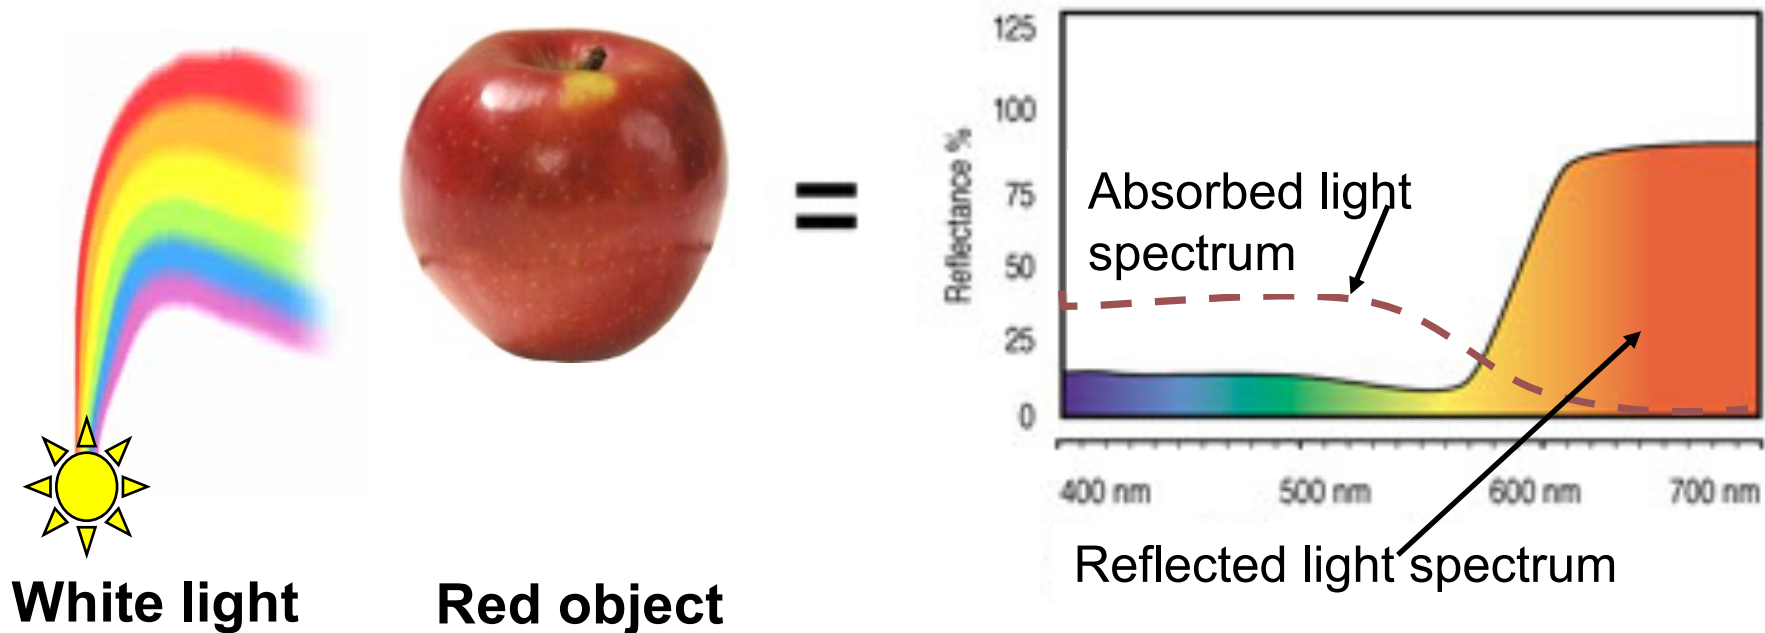 125
100
75
50
25
0
Reflectance %
Absorbed light
spectrum
=
400 nm 500 nm 600 nm 700 nm
Reflected light spectrum
White light
Red object